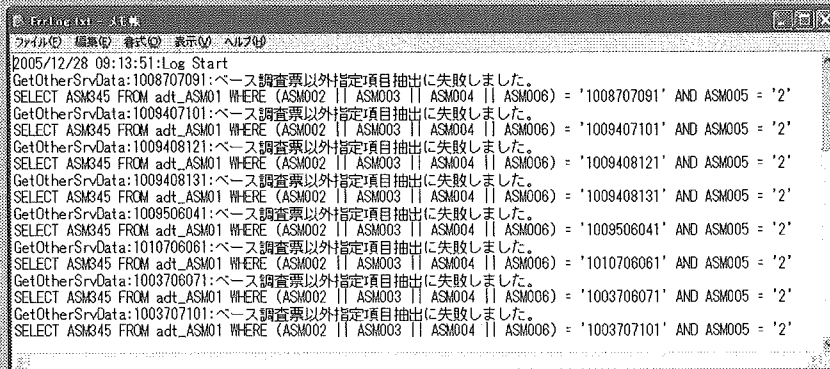 ErrLog.txt - メモ帳
ファイル(F) 編集(E) 書式(O) 表示(V) ヘルプ(H)
2005/12/28 09:13:51:Log Start
GetOtherSrvData:1008707091:ベース調査票以外指定項目抽出に失敗しました。
SELECT ASM345 FROM adt_ASM01 WHERE (ASM002 || ASM003 || ASM004 || ASM006) = '1008707091' AND ASM005 = '2'
GetOtherSrvData:1009407101:ベース調査票以外指定項目抽出に失敗しました。
SELECT ASM345 FROM adt_ASM01 WHERE (ASM002 || ASM003 || ASM004 || ASM006) = '1009407101' AND ASM005 = '2'
GetOtherSrvData:1009408121:ベース調査票以外指定項目抽出に失敗しました。
SELECT ASM345 FROM adt_ASM01 WHERE (ASM002 || ASM003 || ASM004 || ASM006) = '1009408121' AND ASM005 = '2'
GetOtherSrvData:1009408131:ベース調査票以外指定項目抽出に失敗しました。
SELECT ASM345 FROM adt_ASM01 WHERE (ASM002 || ASM003 || ASM004 || ASM006) = '1009408131' AND ASM005 = '2'
GetOtherSrvData:1009506041:ベース調査票以外指定項目抽出に失敗しました。
SELECT ASM345 FROM adt_ASM01 WHERE (ASM002 || ASM003 || ASM004 || ASM006) = '1009506041' AND ASM005 = '2'
GetOtherSrvData:1010706061:ベース調査票以外指定項目抽出に失敗しました。
SELECT ASM345 FROM adt_ASM01 WHERE (ASM002 || ASM003 || ASM004 || ASM006) = '1010706061' AND ASM005 = '2'
GetOtherSrvData:1003706071:ベース調査票以外指定項目抽出に失敗しました。
SELECT ASM345 FROM adt_ASM01 WHERE (ASM002 || ASM003 || ASM004 || ASM006) = '1003706071' AND ASM005 = '2'
GetOtherSrvData:1003707101:ベース調査票以外指定項目抽出に失敗しました。
SELECT ASM345 FROM adt_ASM01 WHERE (ASM002 || ASM003 || ASM004 || ASM006) = '1003707101' AND ASM005 = '2'